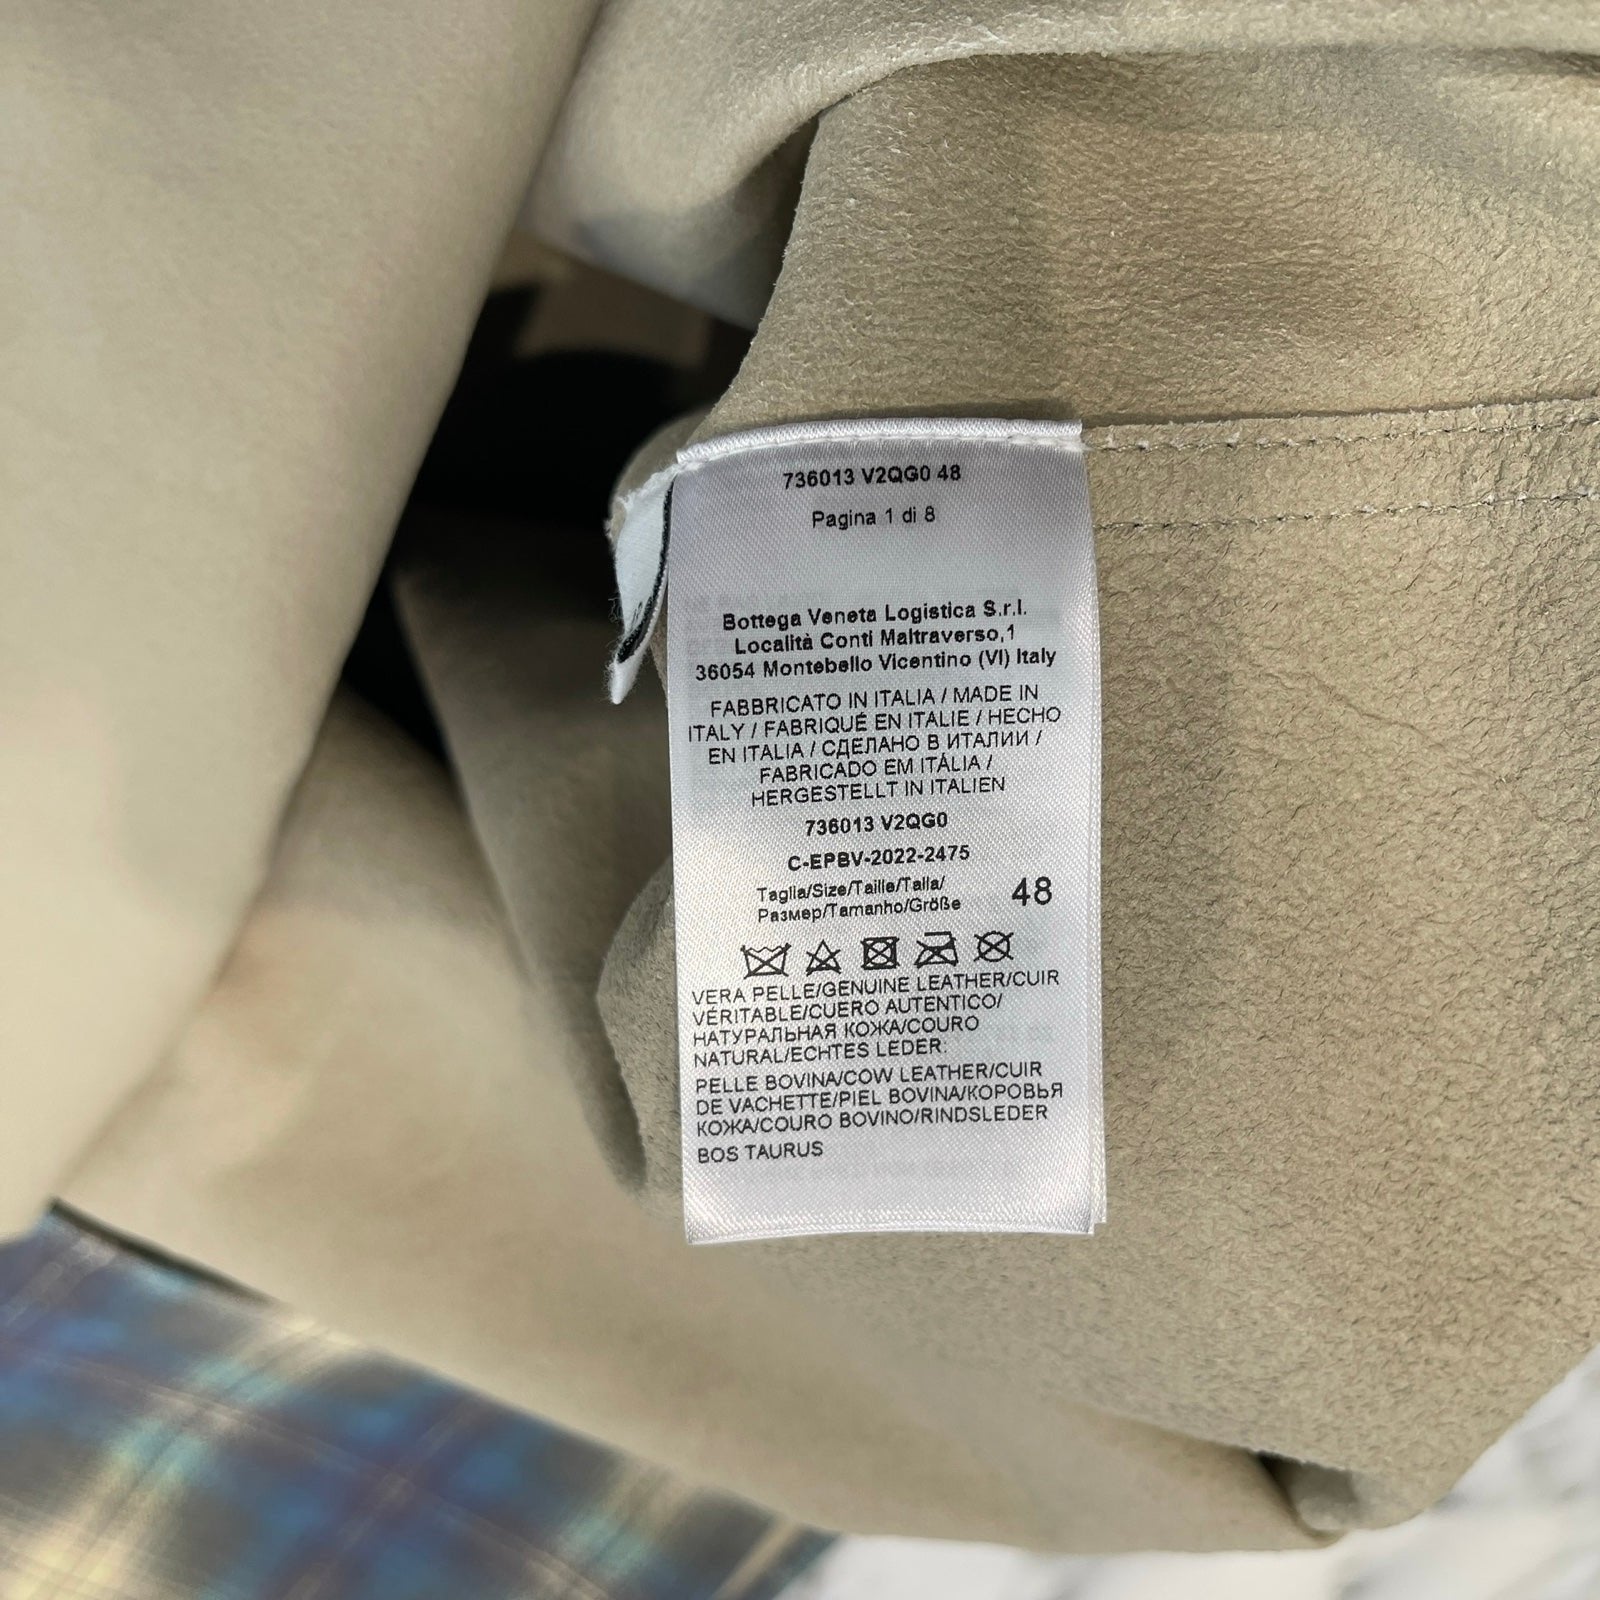 736013 V2QG0 48
Pagina 1 di 8
Bottega Veneta Logistica S.r.l.
Località Conti Maltraverso,1
36054 Montebello Vicentino (VI) Italy
FABBRICATO IN ITALIA / MADE IN
ITALY / FABRIQUÉ EN ITALIE / HECHO
EN ITALIA / СДЕЛАНО В ИТАЛИИ /
FABRICADO EM ITÁLIA /
HERGESTELLT IN ITALIEN
736013 V2QG0
C-EPBV-2022-2475
Taglia/Size/Taille/Talla/
Размер/Tamanho/Größe 48
VERA PELLE/GENUINE LEATHER/CUIR
VÉRITABLE/CUERO AUTENTICO/
НАТУРАЛЬНАЯ КОЖА/COURO
NATURAL/ECHTES LEDER:
PELLE BOVINA/COW LEATHER/CUIR
DE VACHETTE/PIEL BOVINA/КОРОВЬЯ
КОЖА/COURO BOVINO/RINDSLEDER
BOS TAURUS